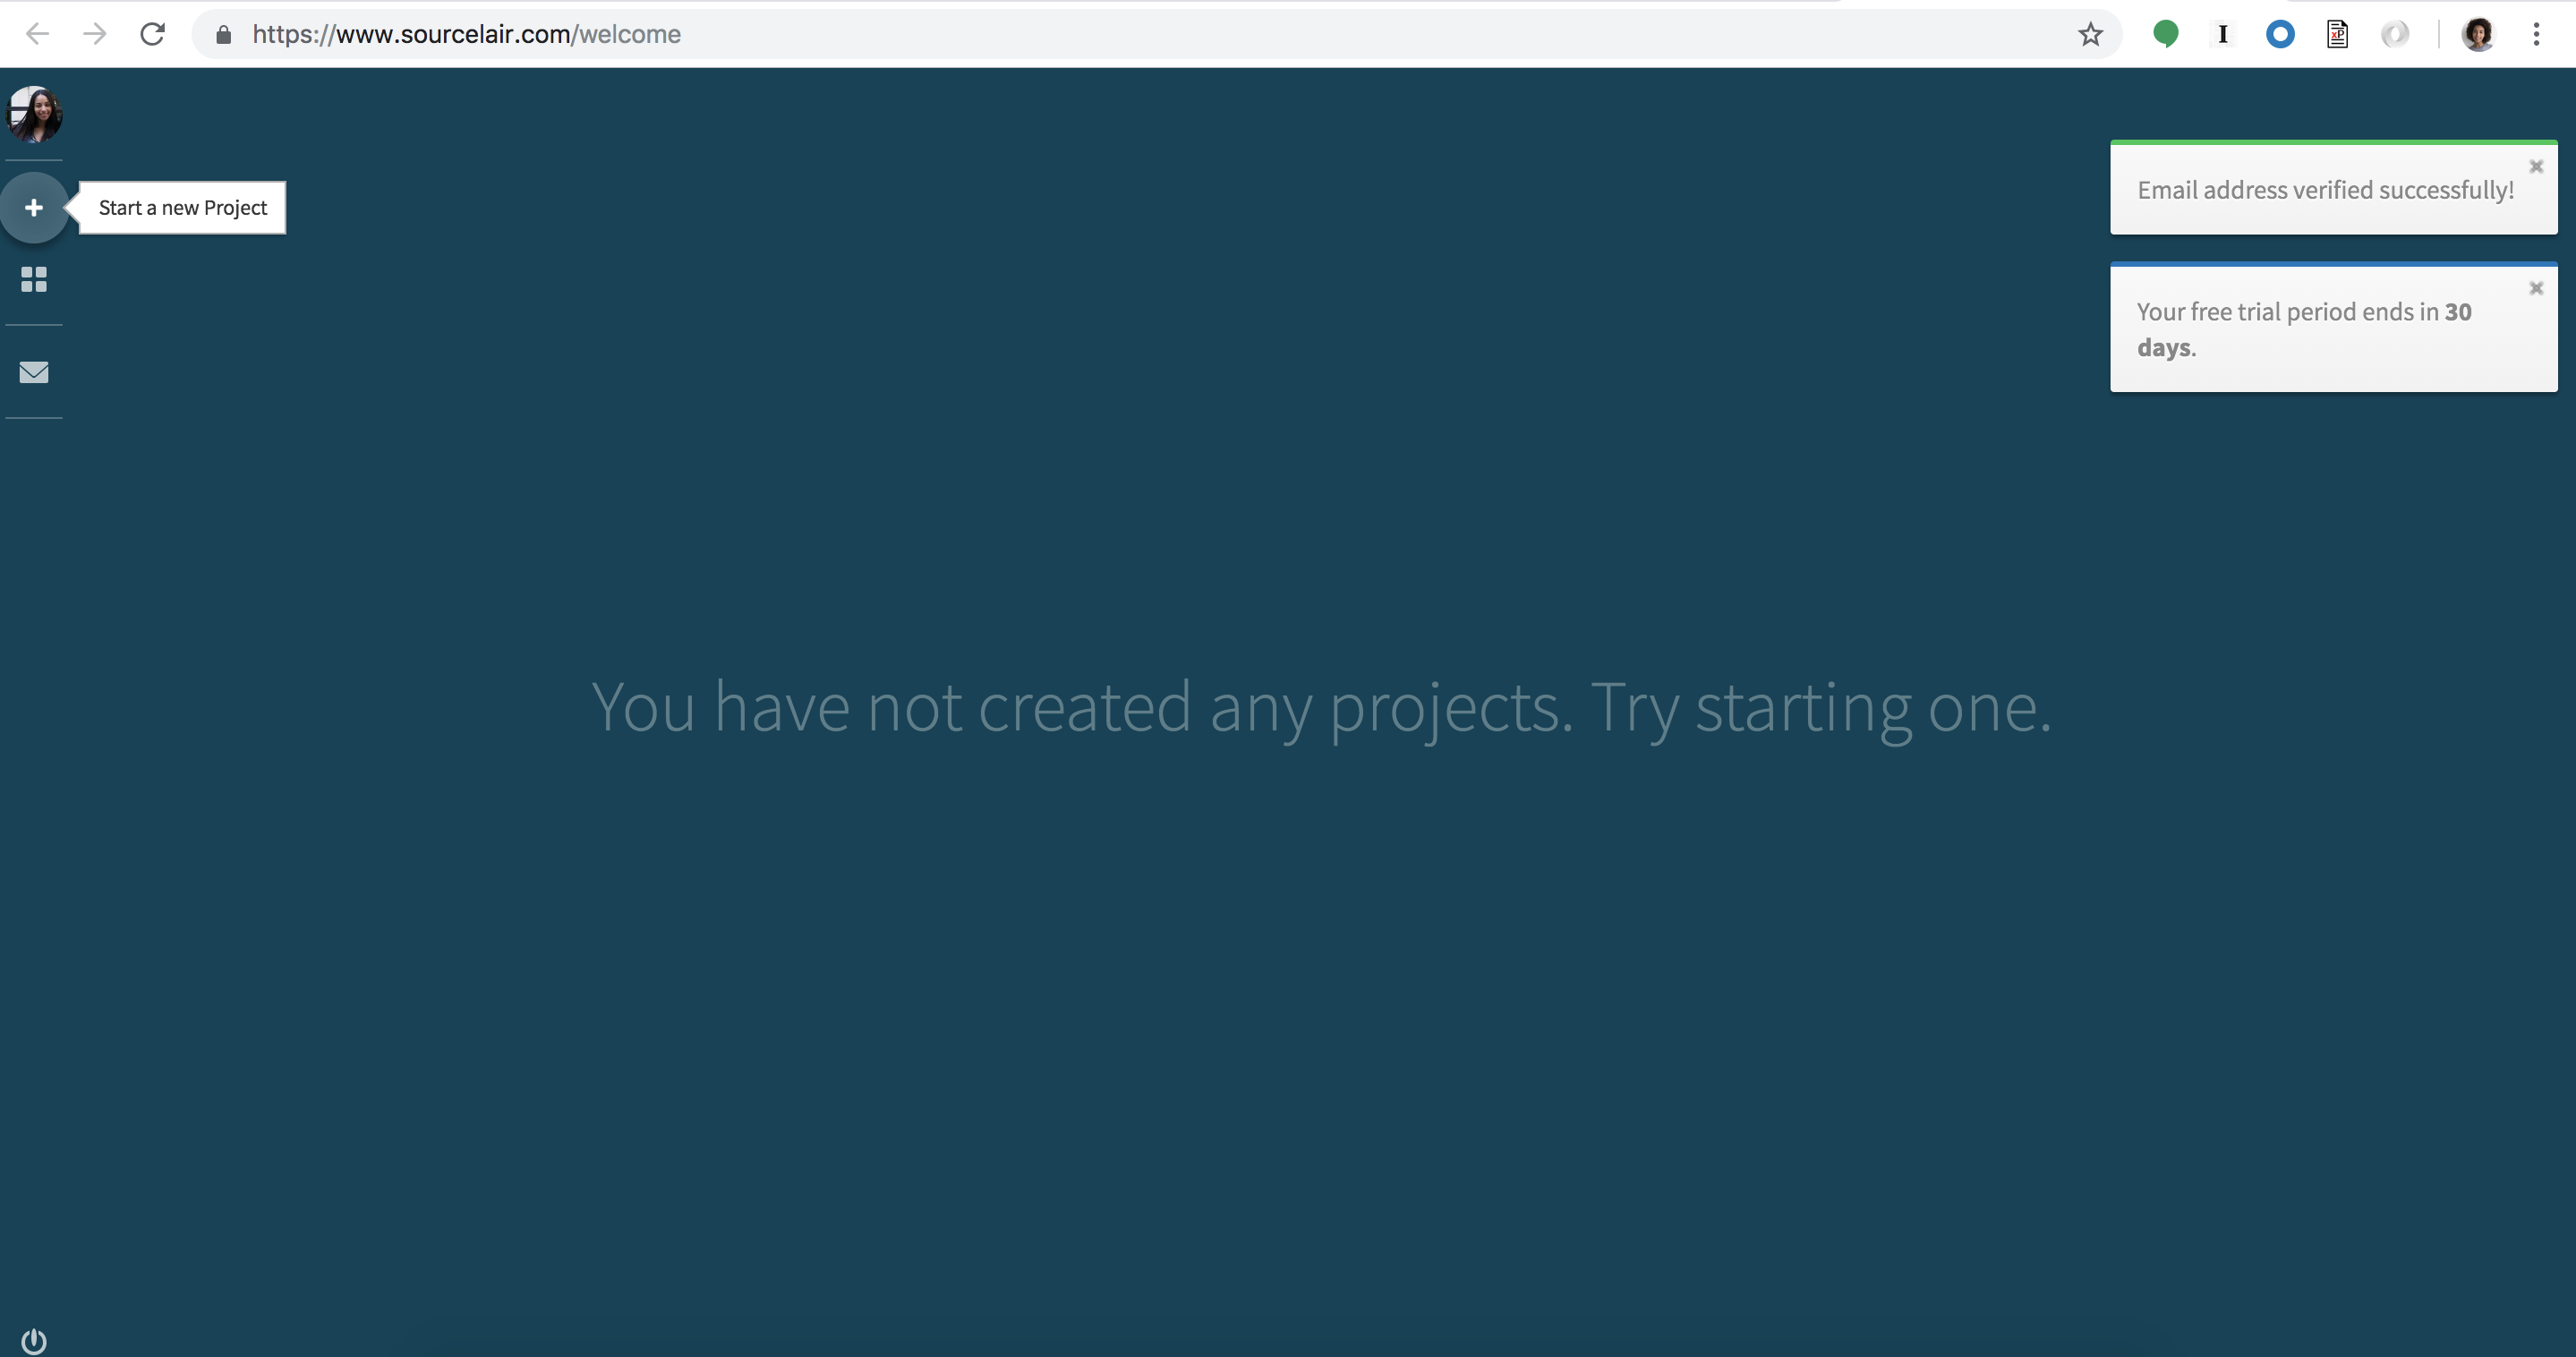 https://www.sourcelair.com/welcome
I
xP
Start a new Project
Email address verified successfully!
Your free trial period ends in 30
days.
You have not created any projects. Try starting one.